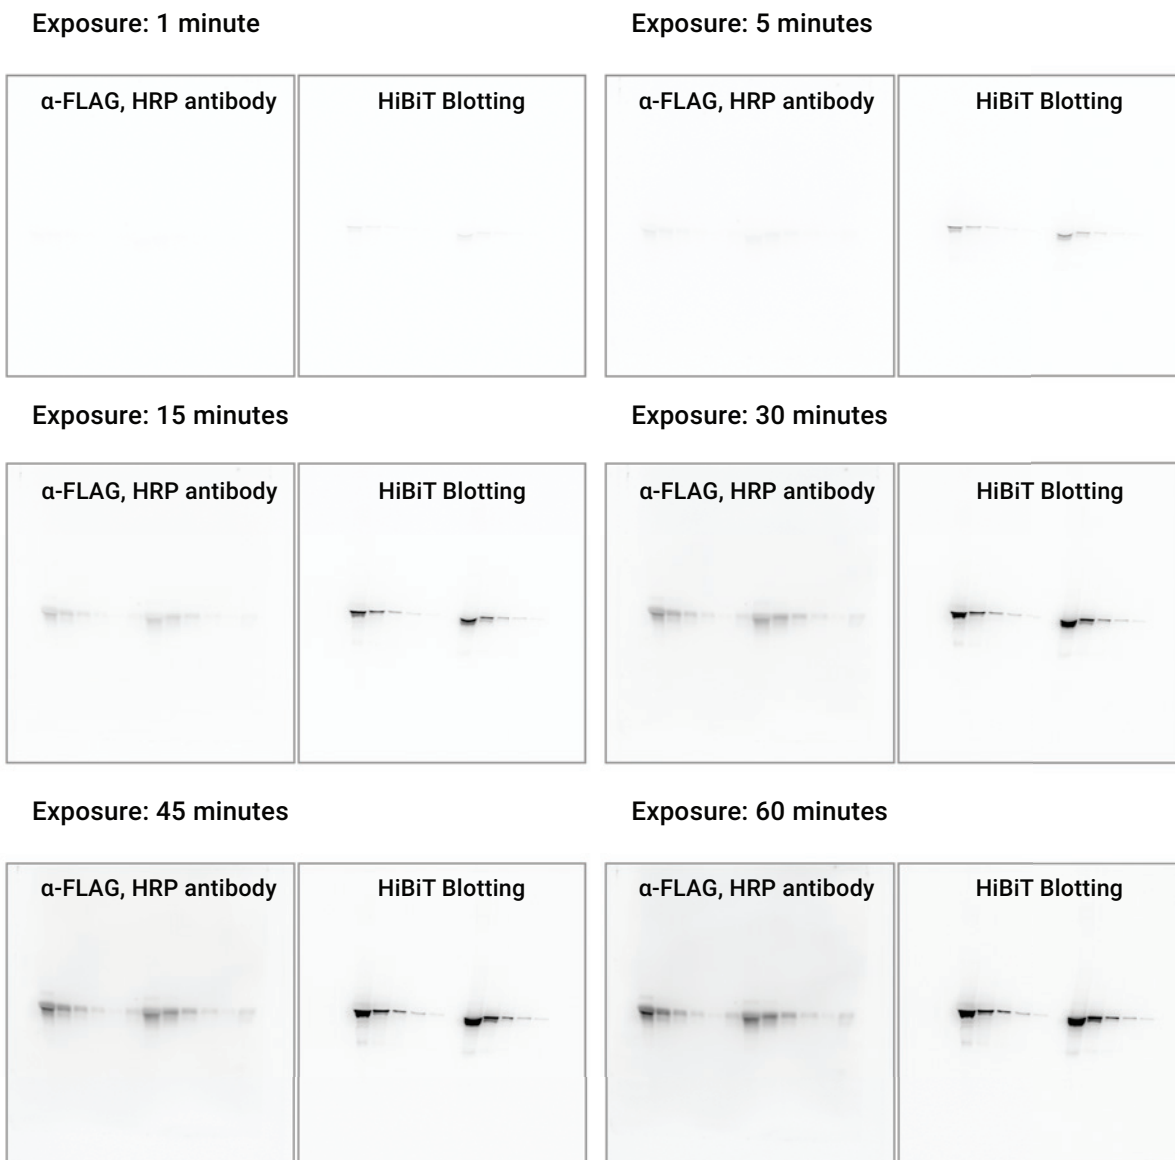 Exposure: 1 minute
Exposure: 5 minutes
α-FLAG, HRP antibody
HiBiT Blotting
α-FLAG, HRP antibody
HiBiT Blotting
Exposure: 15 minutes
Exposure: 30 minutes
α-FLAG, HRP antibody
HiBiT Blotting
α-FLAG, HRP antibody
HiBiT Blotting
Exposure: 45 minutes
Exposure: 60 minutes
α-FLAG, HRP antibody
HiBiT Blotting
α-FLAG, HRP antibody
HiBiT Blotting